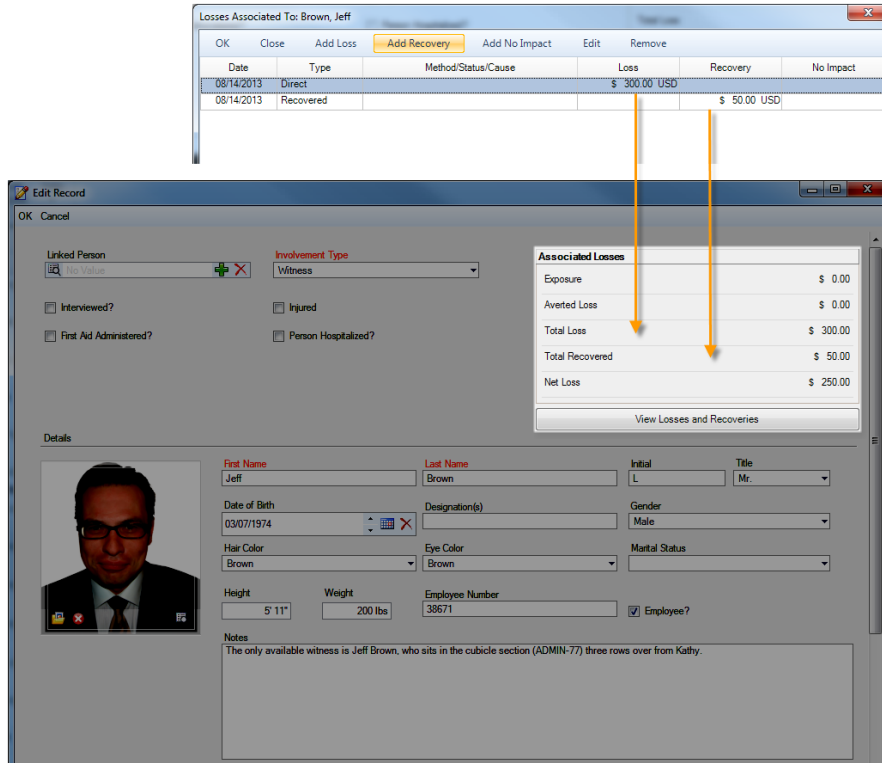 Losses Associated To: Brown, Jeff
OK Close Add Loss Add Recovery Add No Impact Edit Remove
Date Type Method/Status/Cause Loss Recovery No Impact
08/14/2013 Direct $ 300.00 USD
08/14/2013 Recovered $ 50.00 USD
Edit Record
OK Cancel
Linked Person Involvement Type
No Value Witness
Interviewed? Injured
First Aid Administered? Person Hospitalized?
Associated Losses
Exposure $ 0.00
Averted Loss $ 0.00
Total Loss $ 300.00
Total Recovered $ 50.00
Net Loss $ 250.00
View Losses and Recoveries
Details
First Name Last Name Initial Title
Jeff Brown L Mr.
Date of Birth Designation(s) Gender
03/07/1974 Male
Hair Color Eye Color Marital Status
Brown Brown
Height Weight Employee Number
5' 11" 200 lbs 38671 Employee?
Notes
The only available witness is Jeff Brown, who sits in the cubicle section (ADMIN-77) three rows over from Kathy.